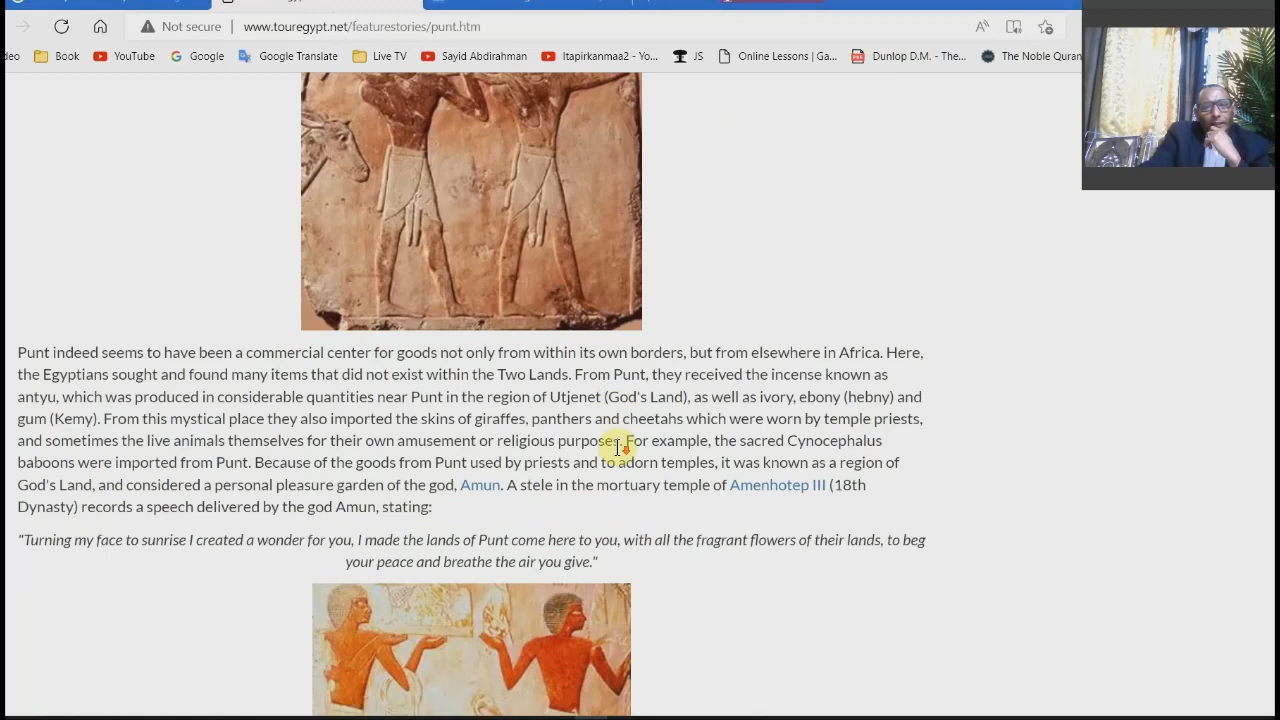 Not secure
www.touregypt.net/featurestories/punt.htm
Book
YouTube
Google
Google Translate
Live TV
Sayid Abdirahman
Itapirkanmaa2 - Yo...
JS
Online Lessons | Ga...
Dunlop D.M. - The...
The Noble Quran
Punt indeed seems to have been a commercial center for goods not only from within its own borders, but from elsewhere in Africa. Here,
the Egyptians sought and found many items that did not exist within the Two Lands. From Punt, they received the incense known as
antyu, which was produced in considerable quantities near Punt in the region of Utjenet (God's Land), as well as ivory, ebony (hebny) and
gum (Kemy). From this mystical place they also imported the skins of giraffes, panthers and cheetahs which were worn by temple priests,
and sometimes the live animals themselves for their own amusement or religious purposes. For example, the sacred Cynocephalus
baboons were imported from Punt. Because of the goods from Punt used by priests and to adorn temples, it was known as a region of
God's Land, and considered a personal pleasure garden of the god, Amun. A stele in the mortuary temple of Amenhotep III (18th
Dynasty) records a speech delivered by the god Amun, stating:
"Turning my face to sunrise I created a wonder for you, I made the lands of Punt come here to you, with all the fragrant flowers of their lands, to beg
your peace and breathe the air you give."